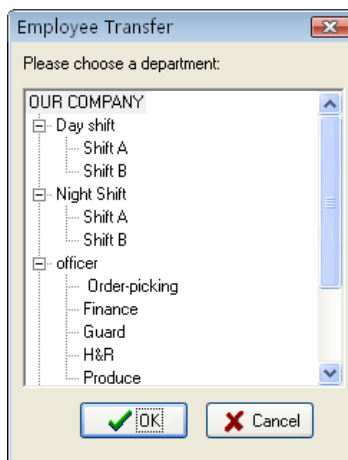 Employee Transfer
Please choose a department:
OUR COMPANY
Day shift
Shift A
Shift B
Night Shift
Shift A
Shift B
officer
Order-picking
Finance
Guard
H&R
Produce
OK
Cancel